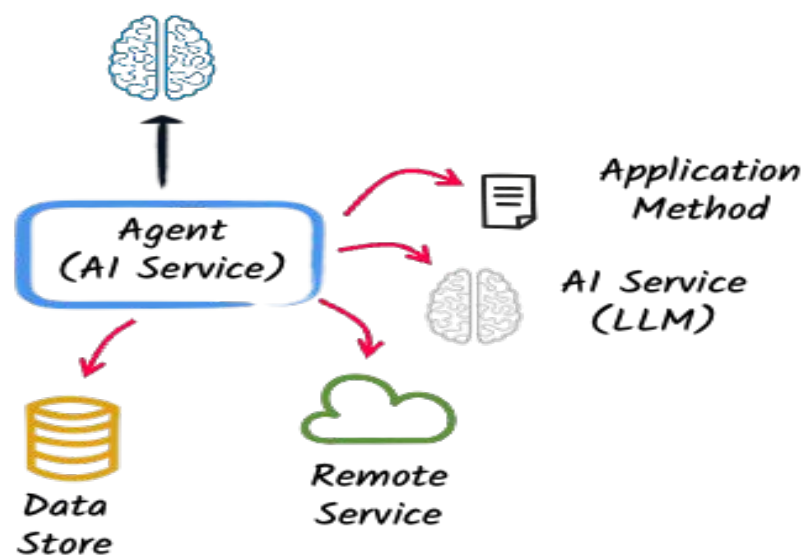 Application
Method
Agent
(AI Service)
AI Service
(LLM)
Remote
Service
Data
Store